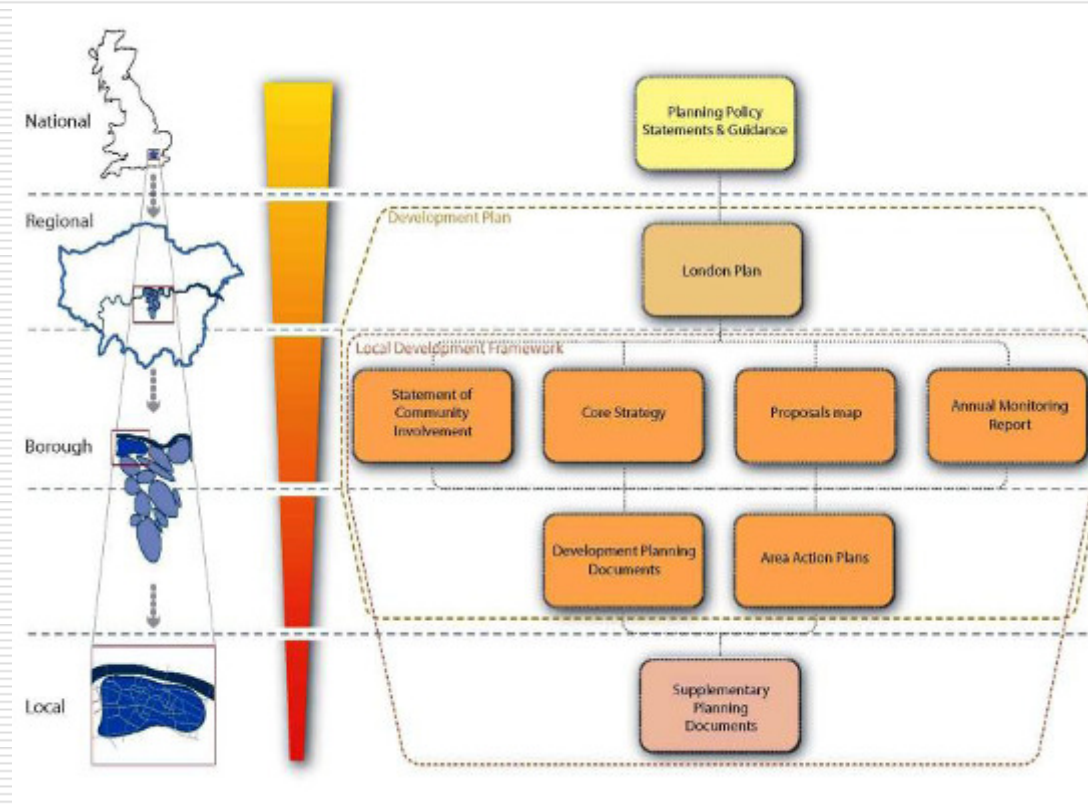 National
Planning Policy
Statements & Guidance
Regional
Development Plan
London Plan
Local Development Framework
Statement of
Community
Involvement
Core Strategy
Proposals map
Annual Monitoring
Report
Borough
Development Planning
Documents
Area Action Plans
Local
Supplementary
Planning
Documents